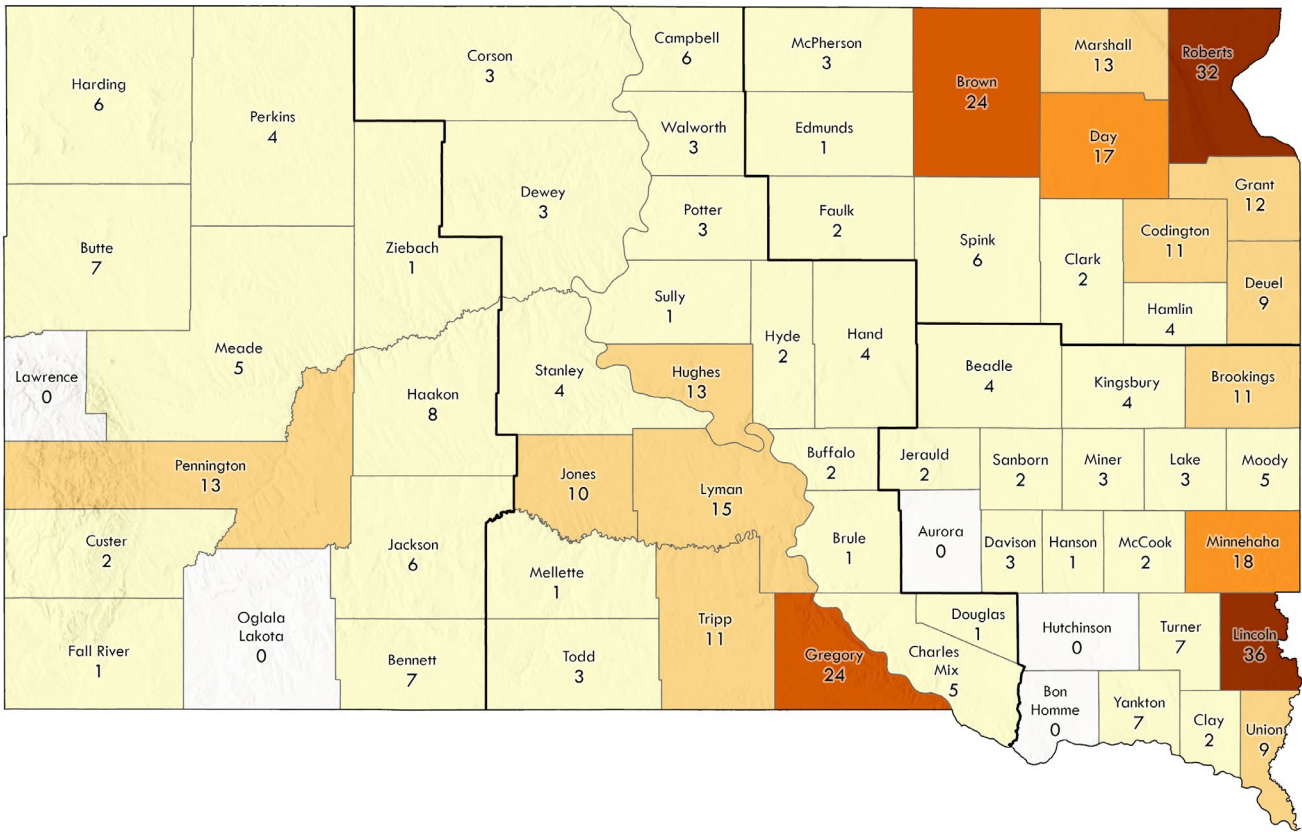 Harding
6
Perkins
4
Corson
3
Campbell
6
McPherson
3
Brown
24
Marshall
13
Roberts
32
Walworth
3
Edmunds
1
Day
17
Dewey
3
Potter
3
Faulk
2
Grant
12
Butte
7
Ziebach
1
Spink
6
Clark
2
Codington
11
Deuel
9
Hamlin
4
Sully
1
Hyde
2
Hand
4
Lawrence
0
Meade
5
Haakon
8
Stanley
4
Hughes
13
Beadle
4
Kingsbury
4
Brookings
11
Pennington
13
Jones
10
Lyman
15
Buffalo
2
Jerauld
2
Sanborn
2
Miner
3
Lake
3
Moody
5
Custer
2
Jackson
6
Mellette
1
Brule
1
Aurora
0
Davison
3
Hanson
1
McCook
2
Minnehaha
18
Fall River
1
Oglala
Lakota
0
Bennett
7
Todd
3
Tripp
11
Gregory
24
Charles
Mix
5
Douglas
1
Hutchinson
0
Turner
7
Lincoln
36
Bon
Homme
0
Yankton
7
Clay
2
Union
9